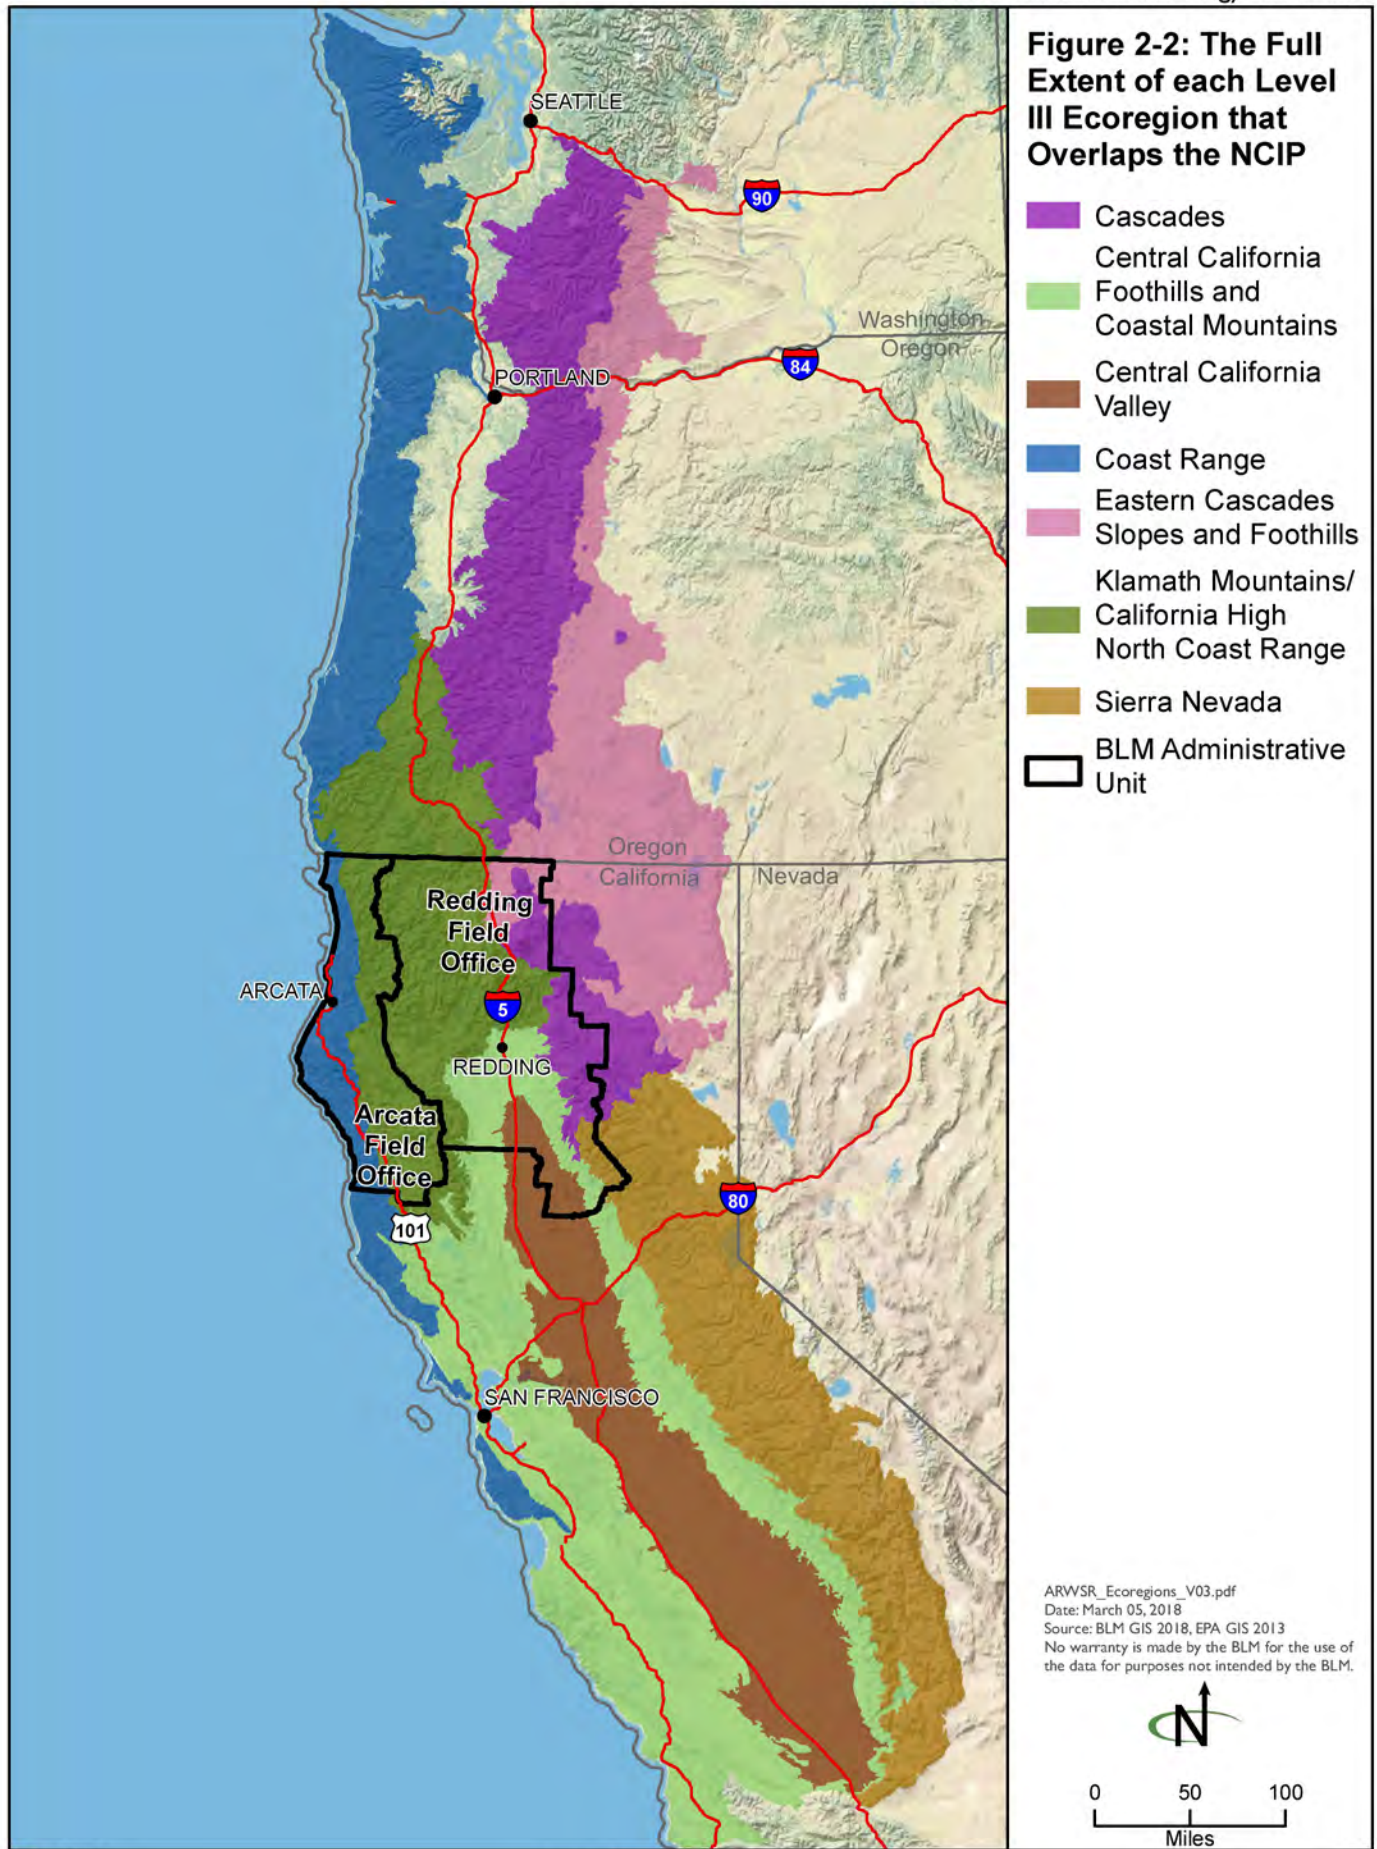 Figure 2-2: The Full
Extent of each Level
III Ecoregion that
Overlaps the NCIP
Cascades
Central California
Foothills and
Coastal Mountains
Central California
Valley
Coast Range
Eastern Cascades
Slopes and Foothills
Klamath Mountains/
California High
North Coast Range
Sierra Nevada
BLM Administrative
Unit
SEATTLE
90
Washington
Oregon
84
PORTLAND
Oregon
California
Nevada
Redding
Field
Office
ARCATA
5
REDDING
Arcata
Field
Office
80
101
SAN FRANCISCO
ARWSR_Ecoregions_V03.pdf
Date: March 05, 2018
Source: BLM GIS 2018, EPA GIS 2013
No warranty is made by the BLM for the use of
the data for purposes not intended by the BLM.
N
0 50 100
Miles